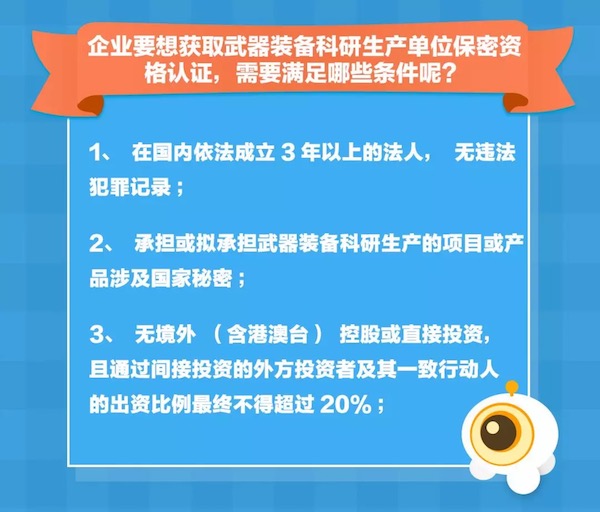 企业要想获取武器装备科研生产单位保密资
格认证，需要满足哪些条件呢？
1、 在国内依法成立 3 年以上的法人， 无违法
犯罪记录；
2、 承担或拟承担武器装备科研生产的项目或产
品涉及国家秘密；
3、 无境外 （含港澳台） 控股或直接投资，
且通过间接投资的外方投资者及其一致行动人
的出资比例最终不得超过 20%；